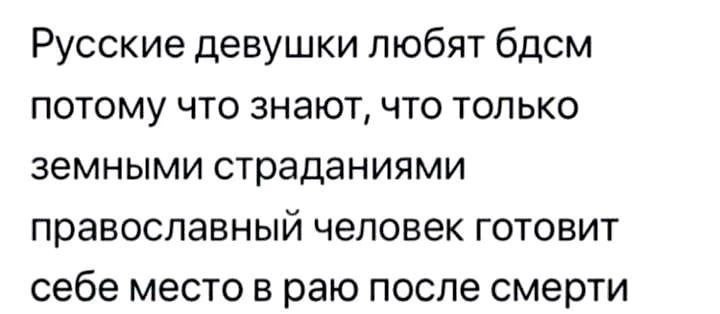 Русские девушки любят бдсм
потому что знают, что только
земными страданиями
православный человек готовит
себе место в раю после смерти